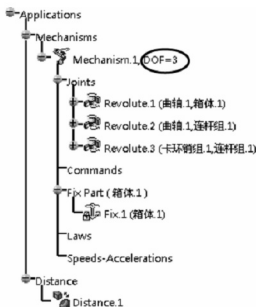 Applications
Mechanisms
Mechanism.1, DOF=3
Joints
Revolute.1 (曲轴.1,箱体.1)
Revolute.2 (曲轴.1,连杆组.1)
Revolute.3 (卡环销组.1,连杆组.1)
Commands
Fix Part (箱体.1)
Fix.1 (箱体.1)
Laws
Speeds-Accelerations
Distance
Distance.1